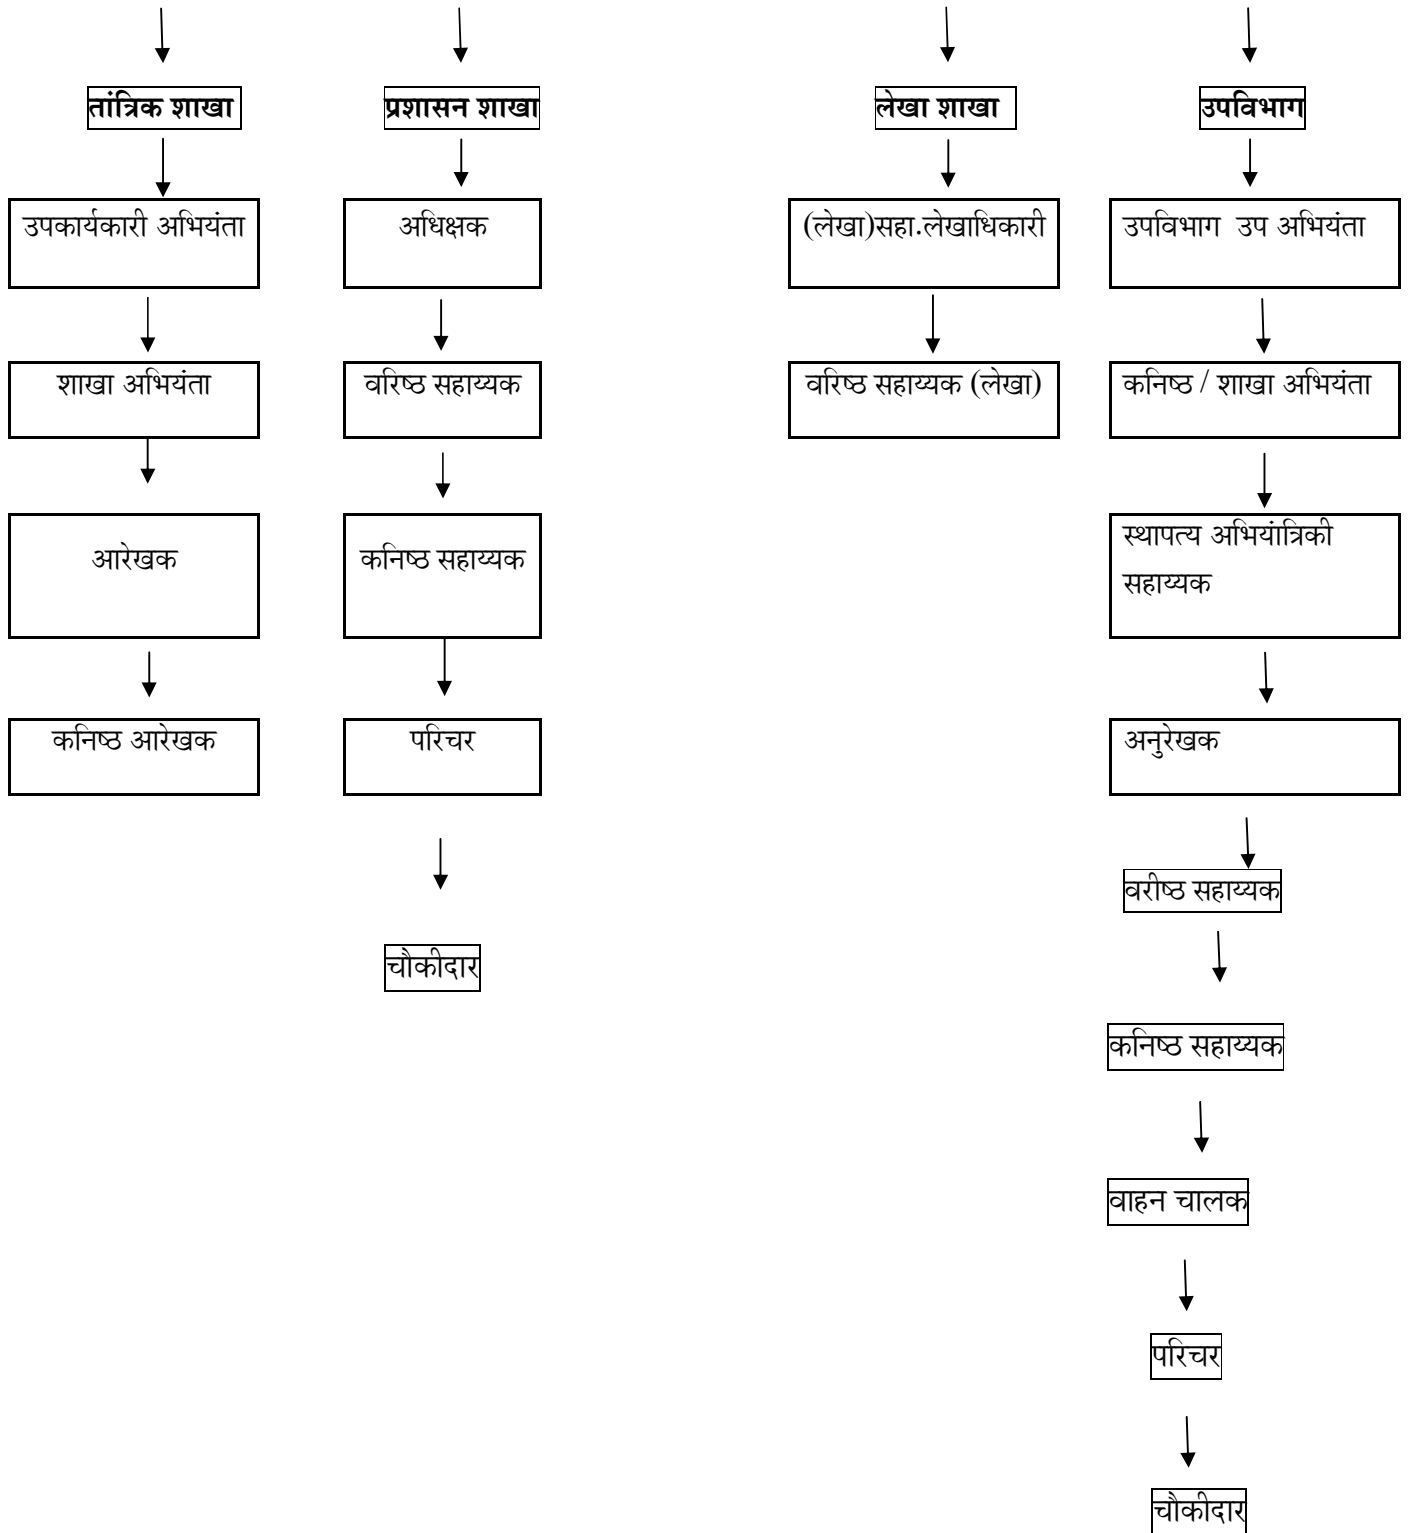 तांत्रिक शाखा
प्रशासन शाखा
लेखा शाखा
उपविभाग
उपकार्यकारी अभियंता
अधिक्षक
(लेखा)सहा.लेखाधिकारी
उपविभाग उप अभियंता
शाखा अभियंता
वरिष्ठ सहाय्यक
वरिष्ठ सहाय्यक (लेखा)
कनिष्ठ / शाखा अभियंता
आरेखक
कनिष्ठ सहाय्यक
स्थापत्य अभियांत्रिकी
सहाय्यक
कनिष्ठ आरेखक
परिचर
अनुरेखक
वरीष्ठ सहाय्यक
चौकीदार
कनिष्ठ सहाय्यक
वाहन चालक
परिचर
चौकीदार